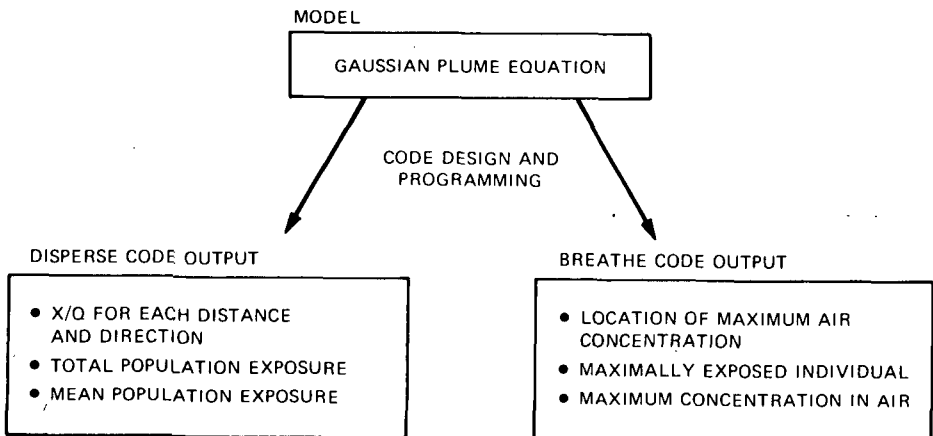 MODEL
GAUSSIAN PLUME EQUATION
CODE DESIGN AND
PROGRAMMING
DISPERSE CODE OUTPUT
• X/Q FOR EACH DISTANCE
AND DIRECTION
• TOTAL POPULATION EXPOSURE
• MEAN POPULATION EXPOSURE
BREATHE CODE OUTPUT
• LOCATION OF MAXIMUM AIR
CONCENTRATION
• MAXIMALLY EXPOSED INDIVIDUAL
• MAXIMUM CONCENTRATION IN AIR